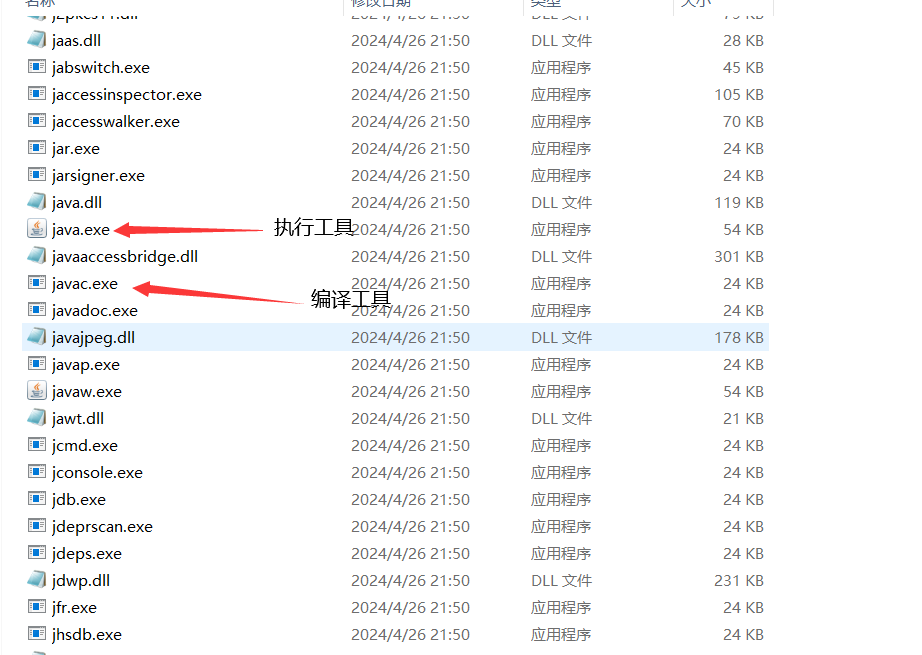 名称 修改日期 类型 大小
j2pkcs11.dll 2024/4/26 21:50 DLL 文件 79 KB
jaas.dll 2024/4/26 21:50 DLL 文件 28 KB
jabswitch.exe 2024/4/26 21:50 应用程序 45 KB
jaccessinspector.exe 2024/4/26 21:50 应用程序 105 KB
jaccesswalker.exe 2024/4/26 21:50 应用程序 70 KB
jar.exe 2024/4/26 21:50 应用程序 24 KB
jarsigner.exe 2024/4/26 21:50 应用程序 24 KB
java.dll 2024/4/26 21:50 DLL 文件 119 KB
java.exe 执行工具 2024/4/26 21:50 应用程序 54 KB
javaaccessbridge.dll 2024/4/26 21:50 DLL 文件 301 KB
javac.exe 2024/4/26 21:50 应用程序 24 KB
编译工具
javadoc.exe 2024/4/26 21:50 应用程序 24 KB
javajpeg.dll 2024/4/26 21:50 DLL 文件 178 KB
javap.exe 2024/4/26 21:50 应用程序 24 KB
javaw.exe 2024/4/26 21:50 应用程序 54 KB
jawt.dll 2024/4/26 21:50 DLL 文件 21 KB
jcmd.exe 2024/4/26 21:50 应用程序 24 KB
jconsole.exe 2024/4/26 21:50 应用程序 24 KB
jdb.exe 2024/4/26 21:50 应用程序 24 KB
jdeprscan.exe 2024/4/26 21:50 应用程序 24 KB
jdeps.exe 2024/4/26 21:50 应用程序 24 KB
jdwp.dll 2024/4/26 21:50 DLL 文件 231 KB
jfr.exe 2024/4/26 21:50 应用程序 24 KB
jhsdb.exe 2024/4/26 21:50 应用程序 24 KB